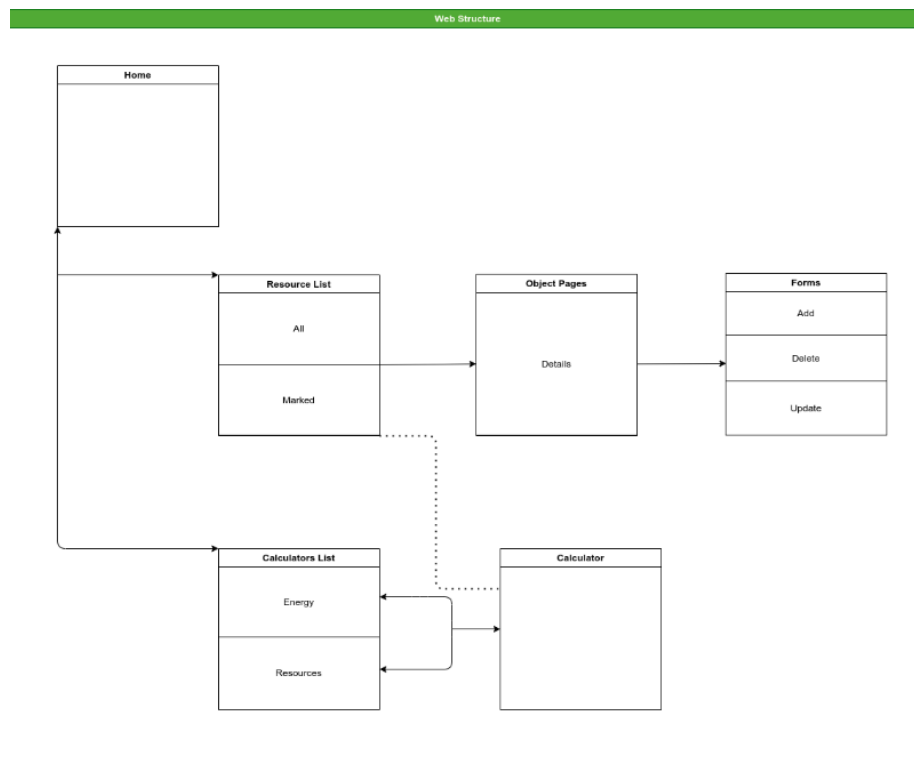 Web Structure
Home
Resource List
All
Marked
Object Pages
Details
Forms
Add
Delete
Update
Calculators List
Energy
Resources
Calculator